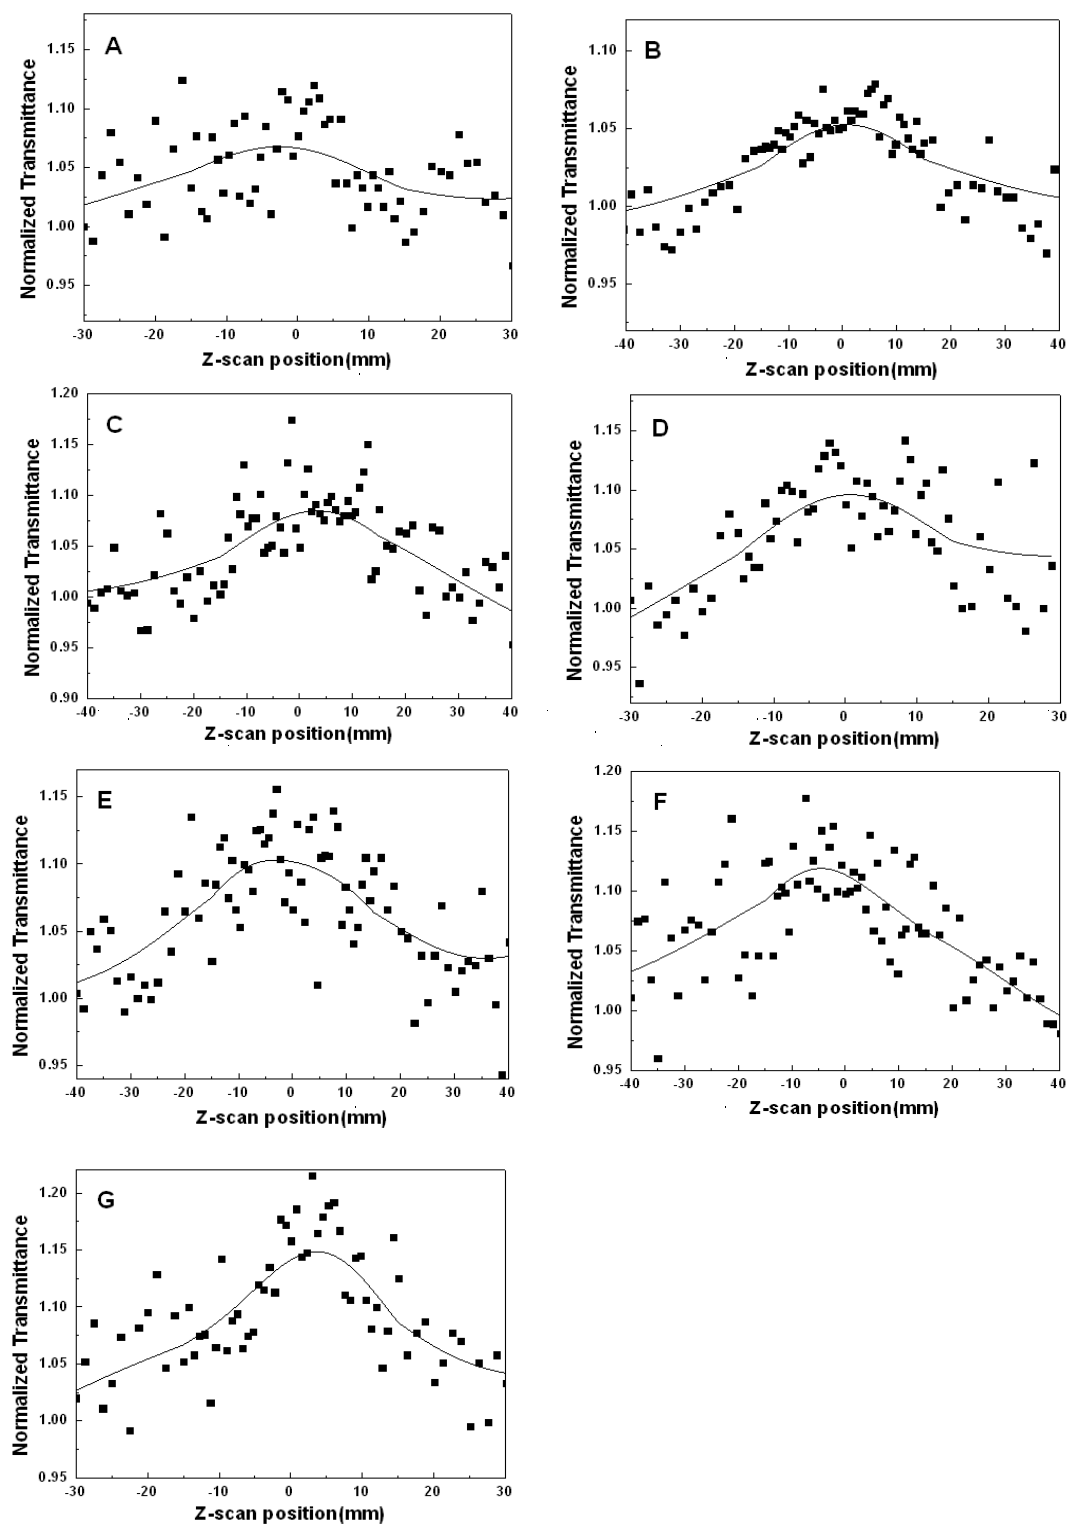 A
Normalized Transmittance
1.15
1.10
1.05
1.00
0.95
-30 -20 -10 0 10 20 30
Z-scan position(mm)
B
Normalized Transmittance
1.10
1.05
1.00
0.95
-40 -30 -20 -10 0 10 20 30 40
Z-scan position(mm)
C
Normalized Transmittance
1.20
1.15
1.10
1.05
1.00
0.95
0.90
-40 -30 -20 -10 0 10 20 30 40
Z-scan position(mm)
D
Normalized Transmittance
1.15
1.10
1.05
1.00
0.95
-30 -20 -10 0 10 20 30
Z-scan position(mm)
E
Normalized Transmittance
1.15
1.10
1.05
1.00
0.95
-40 -30 -20 -10 0 10 20 30 40
Z-scan position(mm)
F
Normalized Transmittance
1.20
1.15
1.10
1.05
1.00
0.95
-40 -30 -20 -10 0 10 20 30 40
Z-scan position(mm)
G
Normalized Transmittance
1.20
1.15
1.10
1.05
1.00
0.95
-30 -20 -10 0 10 20 30
Z-scan position(mm)